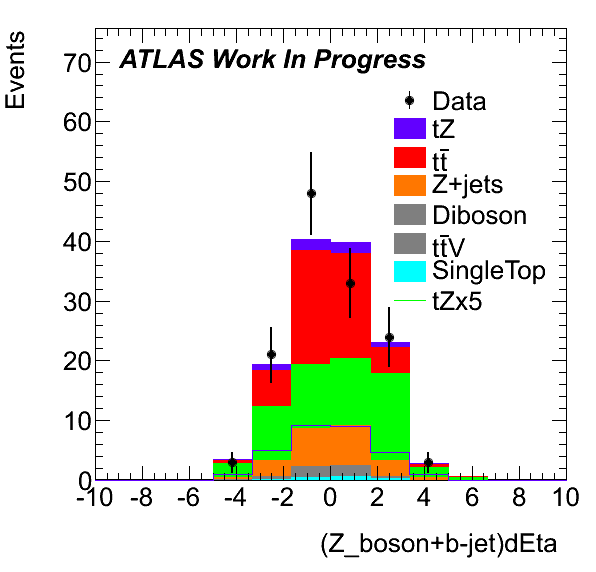 Events
ATLAS Work In Progress
70
60
50
40
30
20
10
0
Data
tZ
tt̄
Z+jets
Diboson
tt̄V
SingleTop
tZx5
-10 -8 -6 -4 -2 0 2 4 6 8 10
(Z_boson+b-jet)dEta